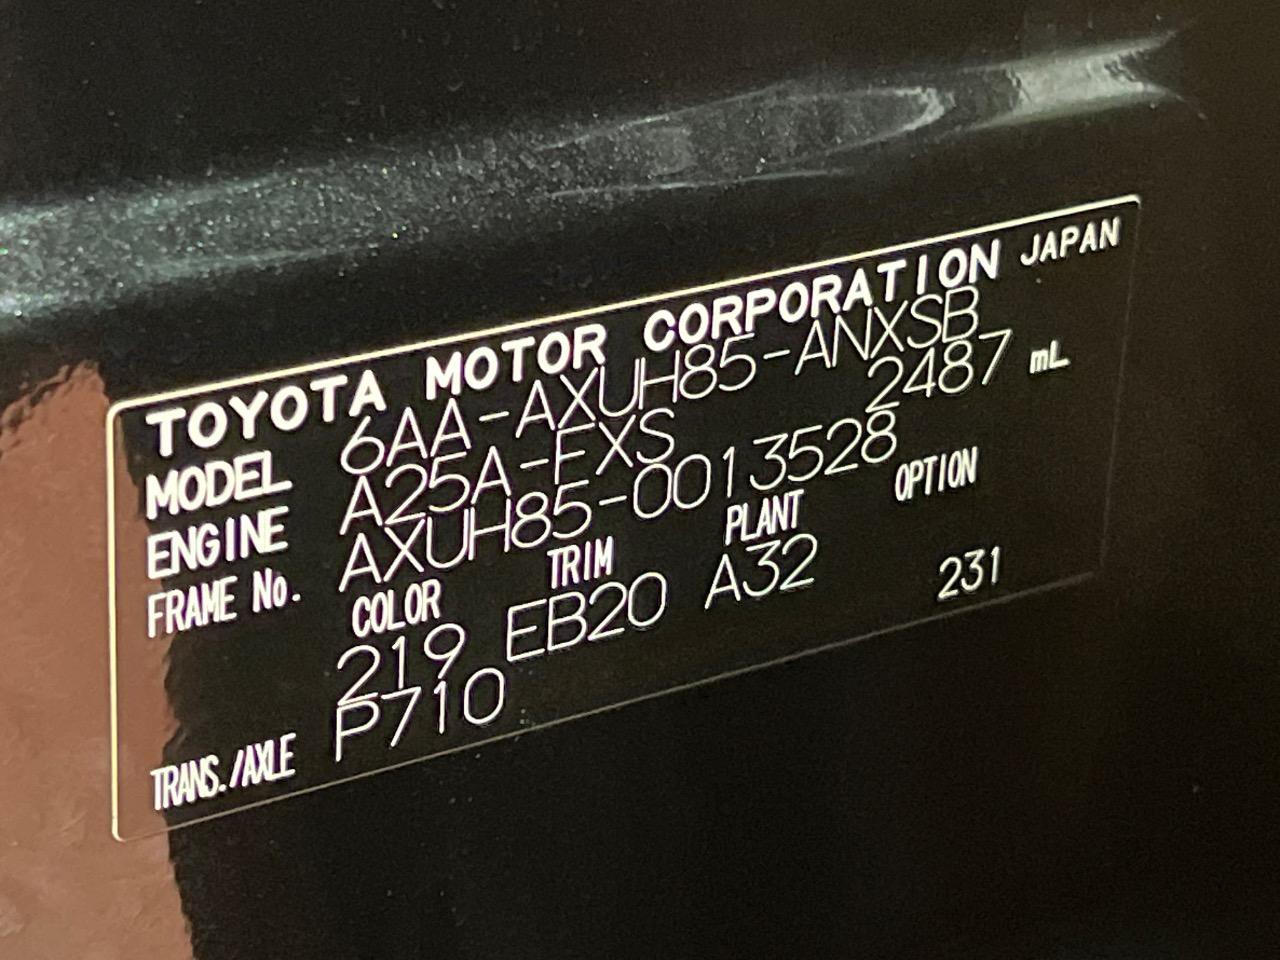 TOYOTA MOTOR CORPORATION JAPAN
MODEL 6AA-AXUH85-ANXSB
ENGINE A25A-FXS 2487 mL
FRAME No. AXUH85-0013528
COLOR TRIM PLANT OPTION
219 EB20 A32 231
TRANS./AXLE P710